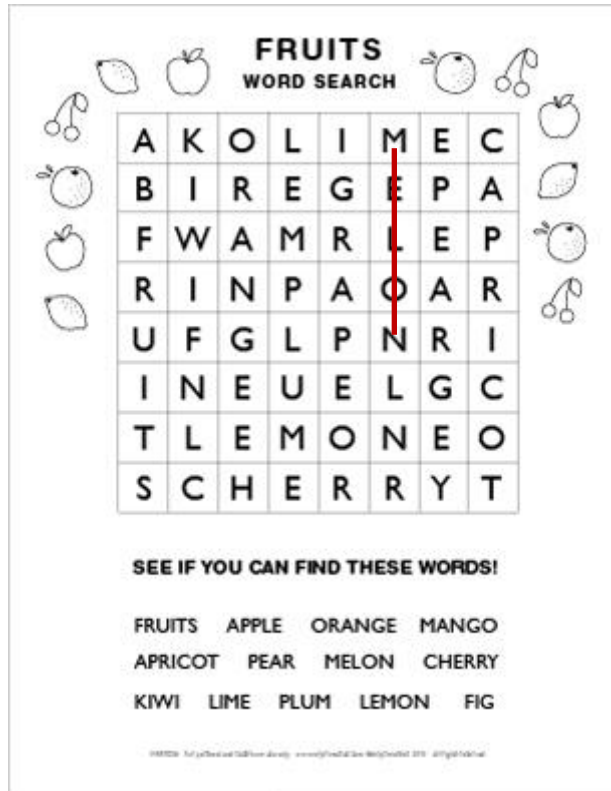 FRUITS
WORD SEARCH
A K O L I M E C
B I R E G E P A
F W A M R L E P
R I N P A O A R
U F G L P N R I
I N E U E L G C
T L E M O N E O
S C H E R R Y T
SEE IF YOU CAN FIND THESE WORDS!
FRUITS APPLE ORANGE MANGO
APRICOT PEAR MELON CHERRY
KIWI LIME PLUM LEMON FIG